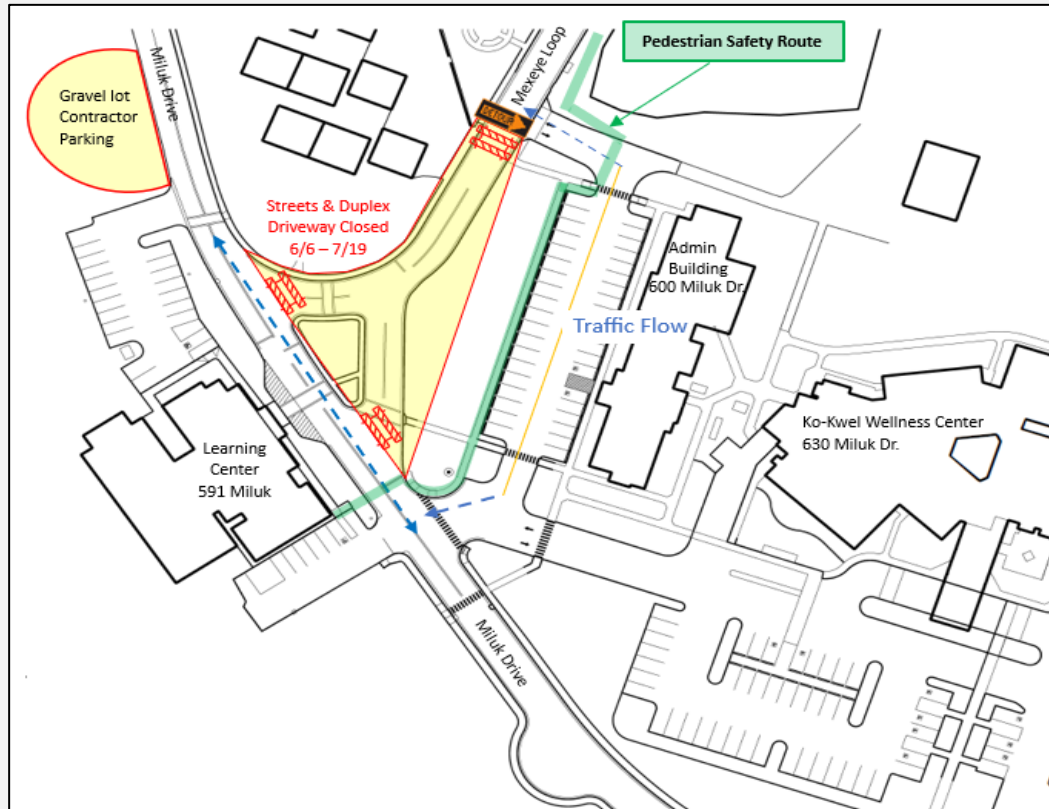 Pedestrian Safety Route
Miluk Drive
Mexeye Loop
Gravel lot
Contractor
Parking
DETOUR
Streets & Duplex
Driveway Closed
6/6 – 7/19
Admin
Building
600 Miluk Dr.
Traffic Flow
Ko-Kwel Wellness Center
630 Miluk Dr.
Learning
Center
591 Miluk
Miluk Drive